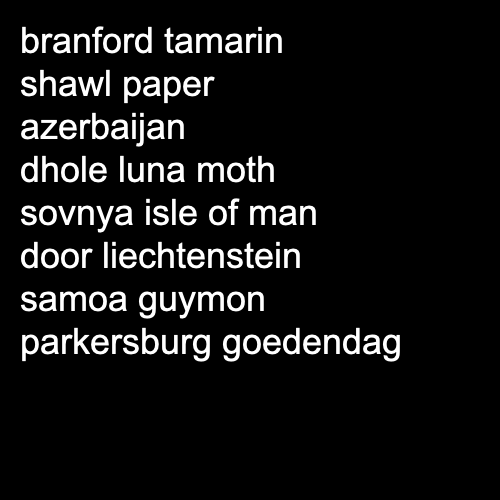 branford tamarin
shawl paper
azerbaijan
dhole luna moth
sovnya isle of man
door liechtenstein
samoa guymon
parkersburg goedendag